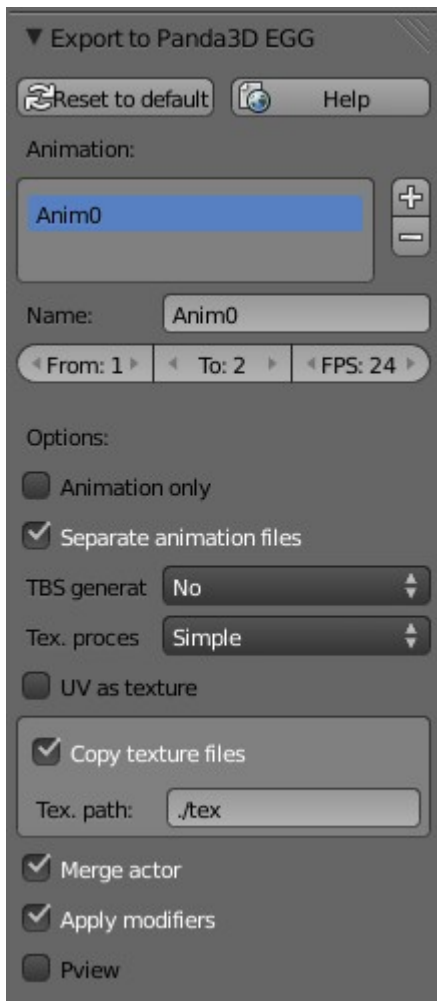 Export to Panda3D EGG
Reset to default Help
Animation:
Anim0
Name: Anim0
From: 1 To: 2 FPS: 24
Options:
Animation only
Separate animation files
TBS generat No
Tex. proces Simple
UV as texture
Copy texture files
Tex. path: ./tex
Merge actor
Apply modifiers
Pview